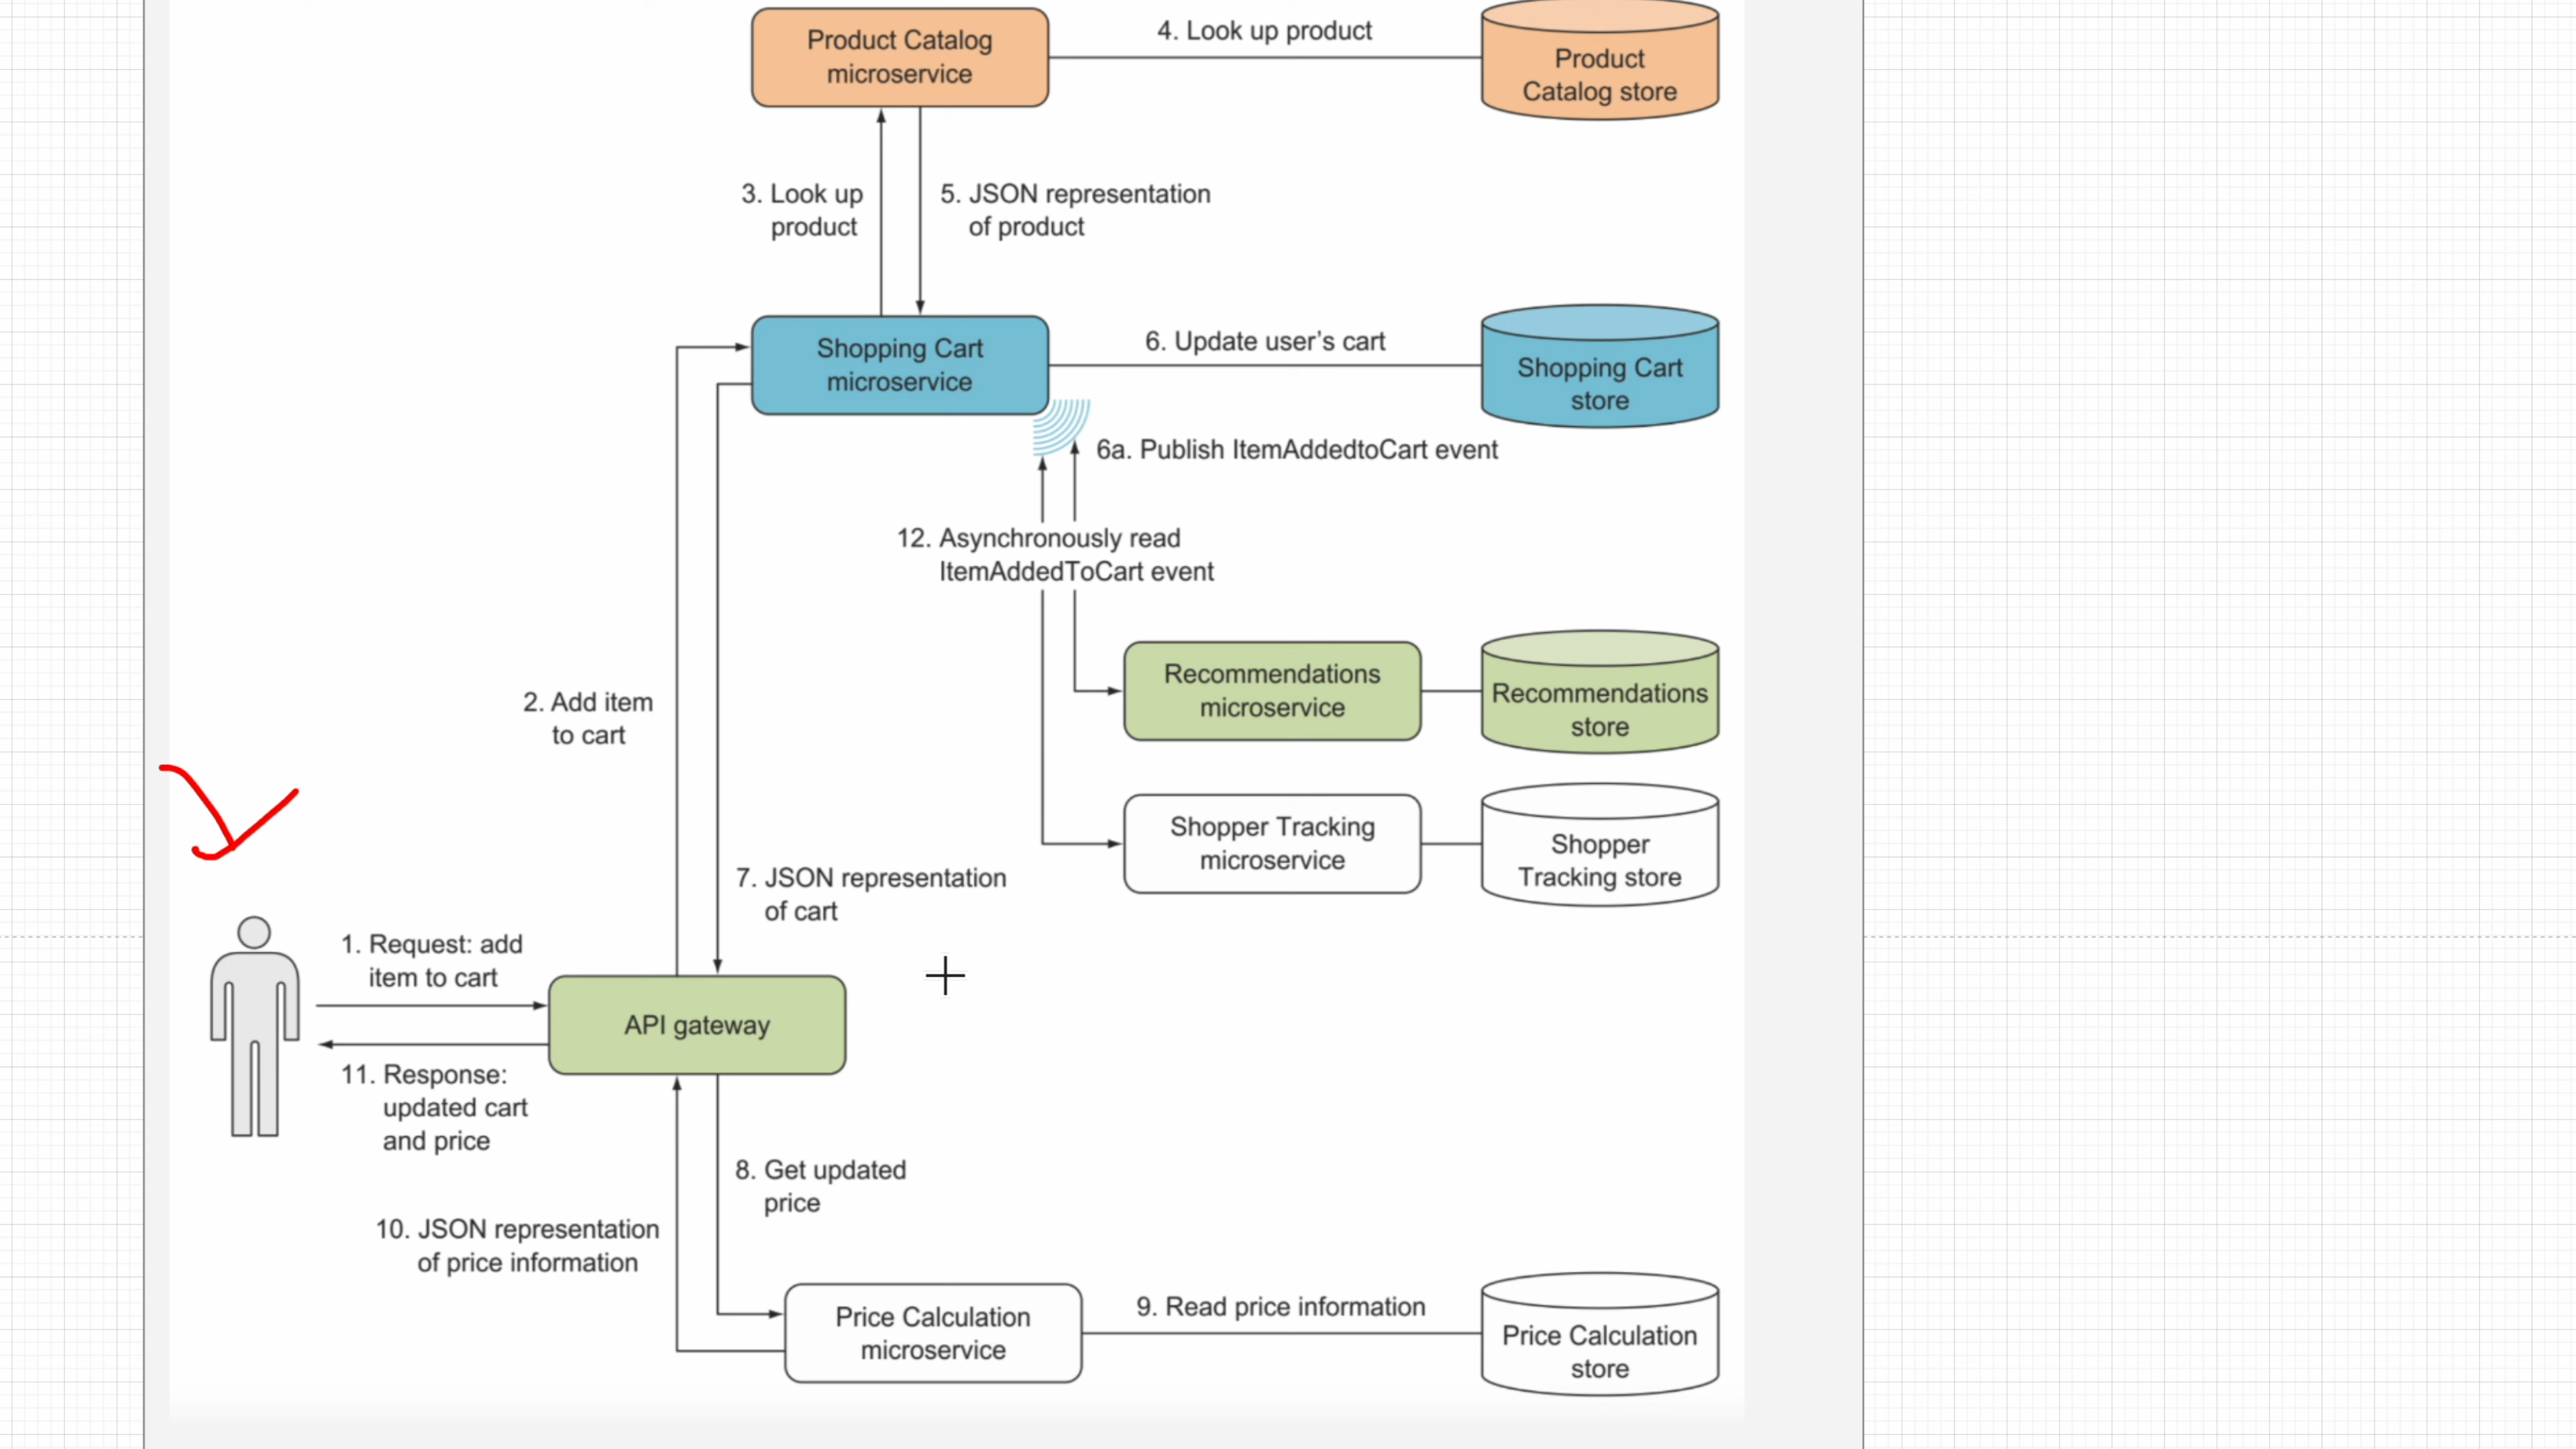 Product Catalog
microservice
4. Look up product
Product
Catalog store
3. Look up
product
5. JSON representation
of product
Shopping Cart
microservice
6. Update user’s cart
Shopping Cart
store
6a. Publish ItemAddedtoCart event
12. Asynchronously read
ItemAddedToCart event
Recommendations
microservice
Recommendations
store
2. Add item
to cart
Shopper Tracking
microservice
Shopper
Tracking store
7. JSON representation
of cart
1. Request: add
item to cart
API gateway
11. Response:
updated cart
and price
8. Get updated
price
10. JSON representation
of price information
Price Calculation
microservice
9. Read price information
Price Calculation
store